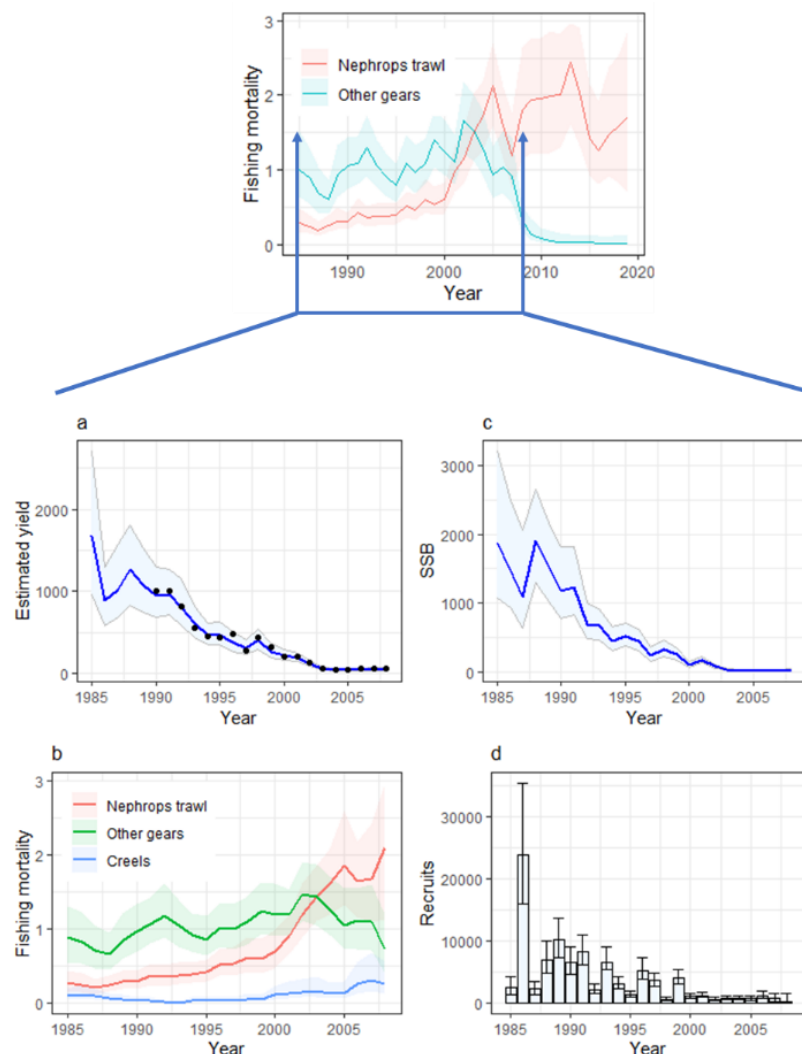 3
2
1
0
Fishing mortality
Nephrops trawl
Other gears
1990
2000
2010
2020
Year
a
2000
1000
0
Estimated yield
1985
1990
1995
2000
2005
Year
c
3000
2000
1000
0
SSB
1985
1990
1995
2000
2005
Year
b
3
2
1
0
Fishing mortality
Nephrops trawl
Other gears
Creels
1985
1990
1995
2000
2005
Year
d
30000
20000
10000
0
Recruits
1985
1990
1995
2000
2005
Year